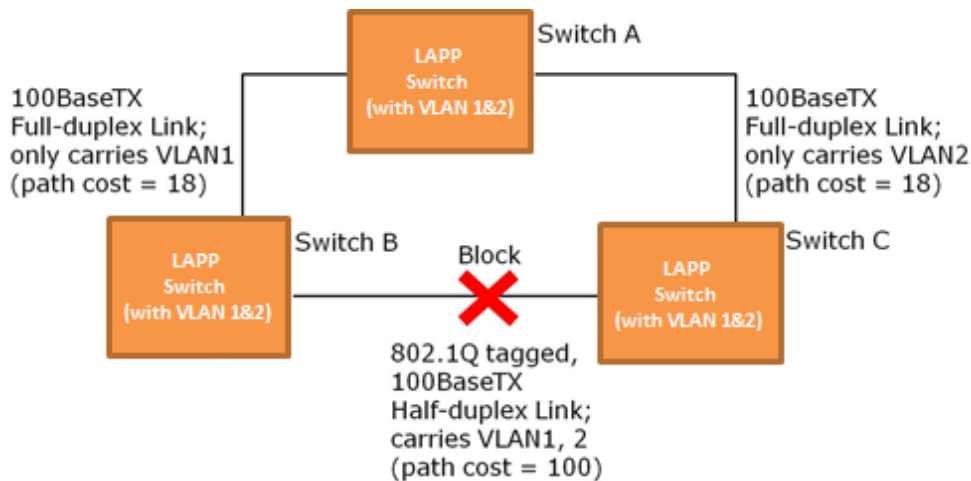 LAPP
Switch
(with VLAN 1&2)
Switch A
100BaseTX
Full-duplex Link;
only carries VLAN1
(path cost = 18)
100BaseTX
Full-duplex Link;
only carries VLAN2
(path cost = 18)
LAPP
Switch
(with VLAN 1&2)
Switch B
Block
LAPP
Switch
(with VLAN 1&2)
Switch C
802.1Q tagged,
100BaseTX
Half-duplex Link;
carries VLAN1, 2
(path cost = 100)